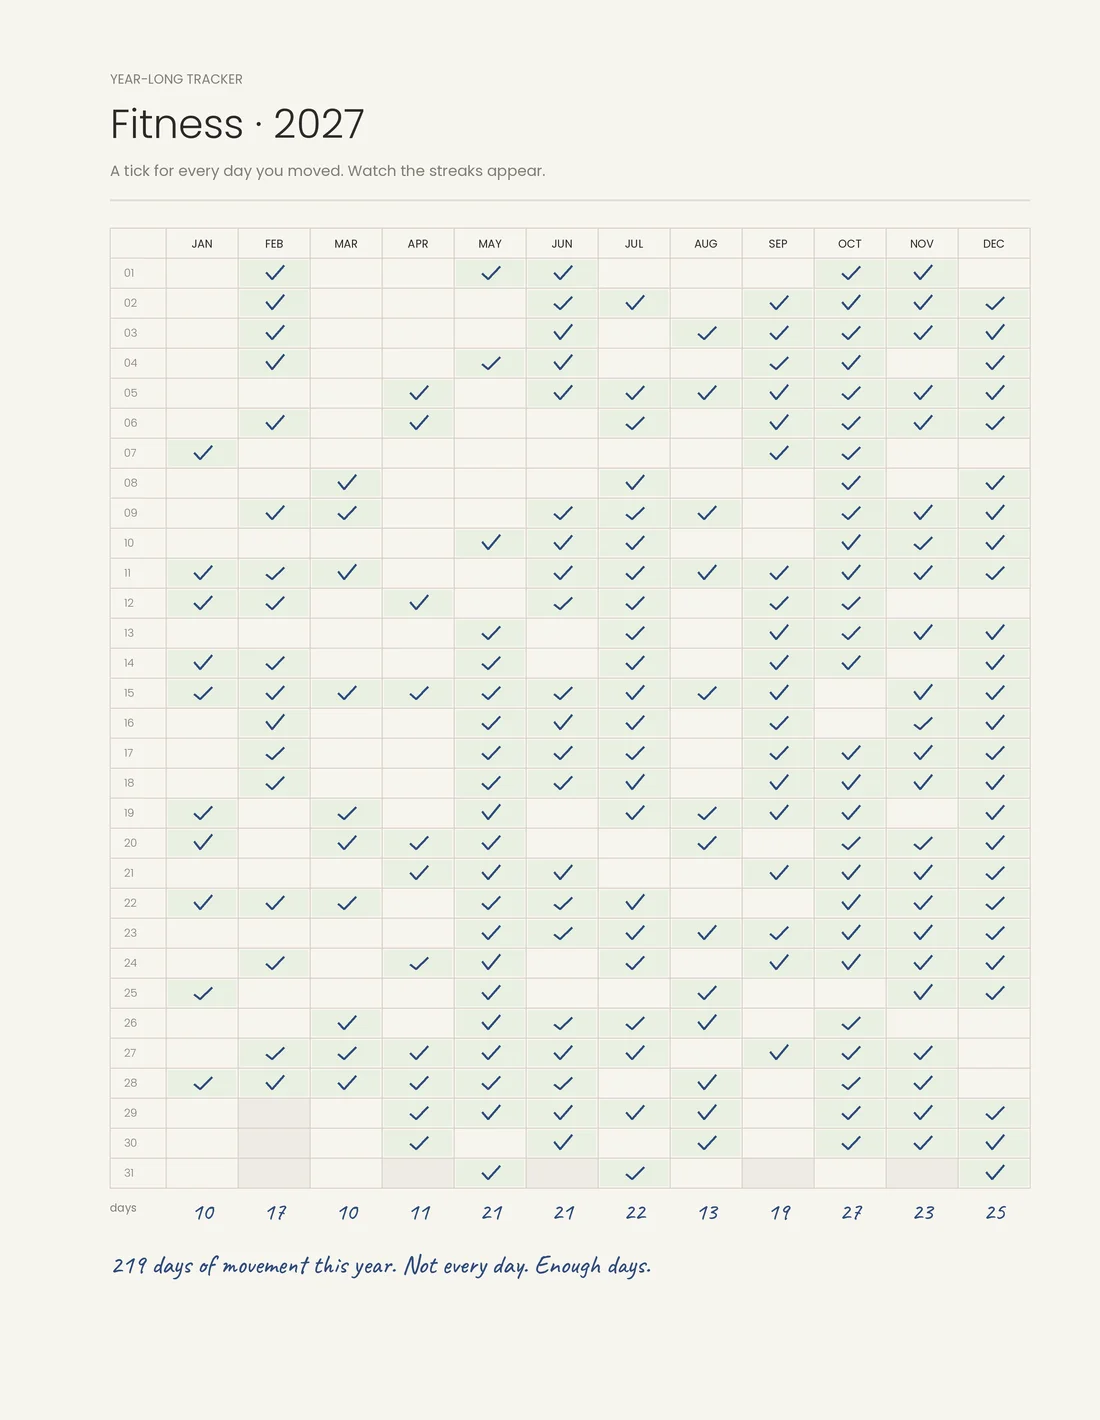 YEAR-LONG TRACKER
Fitness · 2027
A tick for every day you moved. Watch the streaks appear.
JAN FEB MAR APR MAY JUN JUL AUG SEP OCT NOV DEC
01 ✓ ✓ ✓ ✓ ✓
02 ✓ ✓ ✓ ✓ ✓ ✓ ✓
03 ✓ ✓ ✓ ✓ ✓ ✓ ✓
04 ✓ ✓ ✓ ✓ ✓ ✓
05 ✓ ✓ ✓ ✓ ✓ ✓ ✓ ✓
06 ✓ ✓ ✓ ✓ ✓ ✓ ✓
07 ✓ ✓ ✓
08 ✓ ✓ ✓ ✓
09 ✓ ✓ ✓ ✓ ✓ ✓ ✓ ✓
10 ✓ ✓ ✓ ✓ ✓ ✓
11 ✓ ✓ ✓ ✓ ✓ ✓ ✓ ✓ ✓ ✓
12 ✓ ✓ ✓ ✓ ✓ ✓ ✓
13 ✓ ✓ ✓ ✓ ✓ ✓
14 ✓ ✓ ✓ ✓ ✓ ✓ ✓
15 ✓ ✓ ✓ ✓ ✓ ✓ ✓ ✓ ✓ ✓ ✓
16 ✓ ✓ ✓ ✓ ✓ ✓ ✓
17 ✓ ✓ ✓ ✓ ✓ ✓ ✓ ✓
18 ✓ ✓ ✓ ✓ ✓ ✓ ✓ ✓
19 ✓ ✓ ✓ ✓ ✓ ✓ ✓ ✓
20 ✓ ✓ ✓ ✓ ✓ ✓ ✓ ✓
21 ✓ ✓ ✓ ✓ ✓ ✓ ✓
22 ✓ ✓ ✓ ✓ ✓ ✓ ✓ ✓ ✓
23 ✓ ✓ ✓ ✓ ✓ ✓ ✓ ✓
24 ✓ ✓ ✓ ✓ ✓ ✓ ✓ ✓
25 ✓ ✓ ✓ ✓ ✓
26 ✓ ✓ ✓ ✓ ✓ ✓
27 ✓ ✓ ✓ ✓ ✓ ✓ ✓ ✓ ✓
28 ✓ ✓ ✓ ✓ ✓ ✓ ✓ ✓ ✓
29 ✓ ✓ ✓ ✓ ✓ ✓ ✓ ✓
30 ✓ ✓ ✓ ✓ ✓ ✓
31 ✓ ✓ ✓
days 10 17 10 11 21 21 22 13 19 27 23 25
219 days of movement this year. Not every day. Enough days.